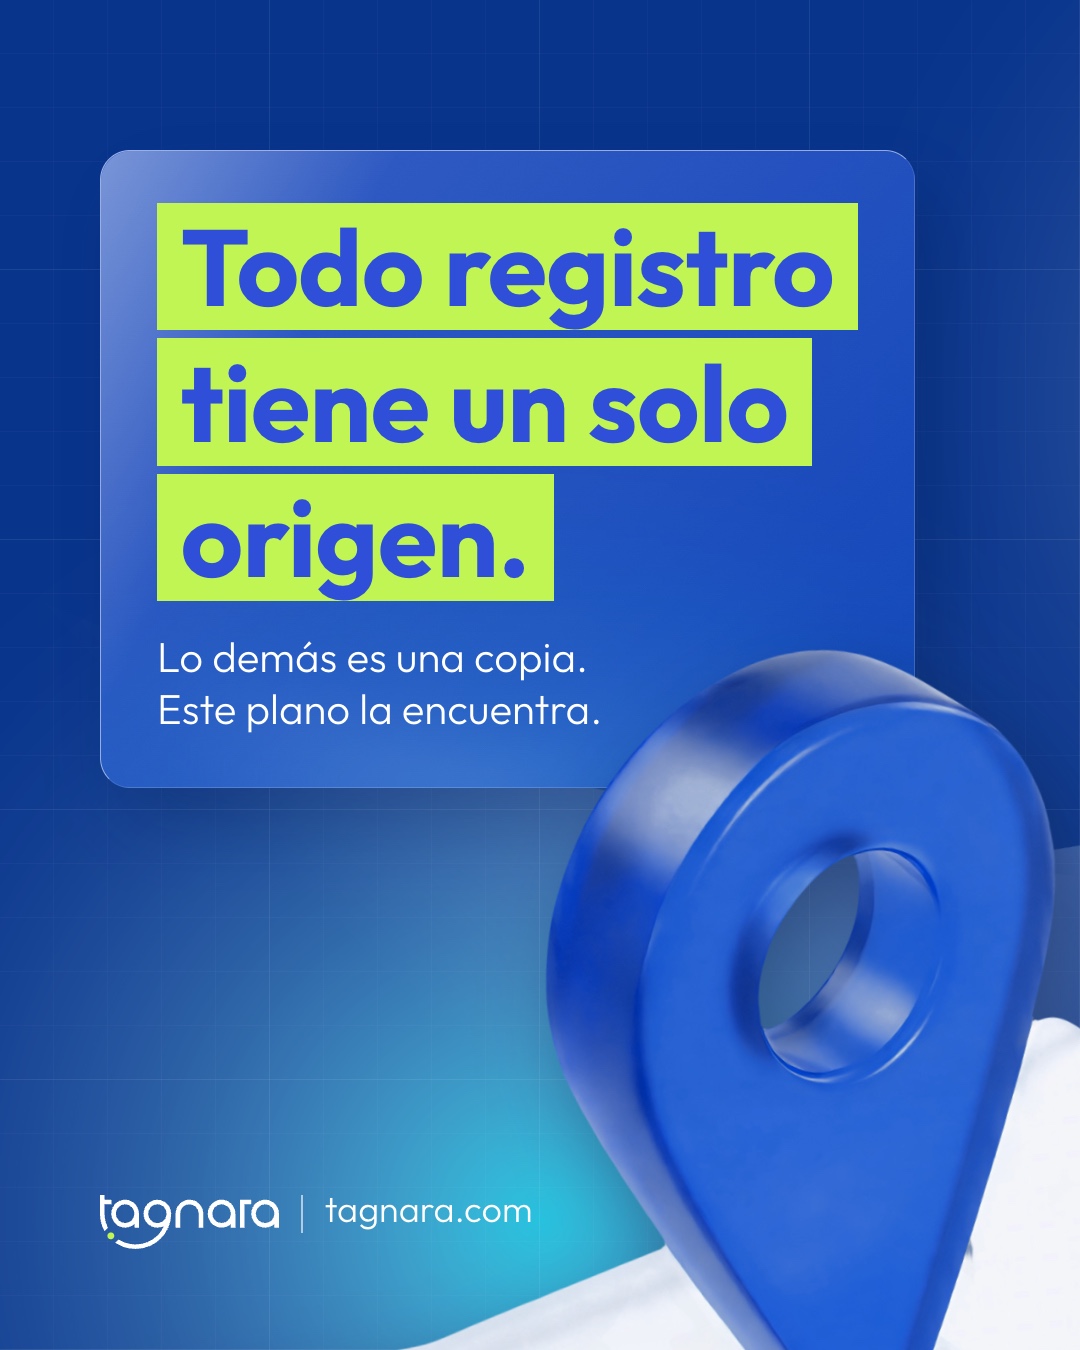 Todo registro
tiene un solo
origen.
Lo demás es una copia.
Este plano la encuentra.
tagnara | tagnara.com